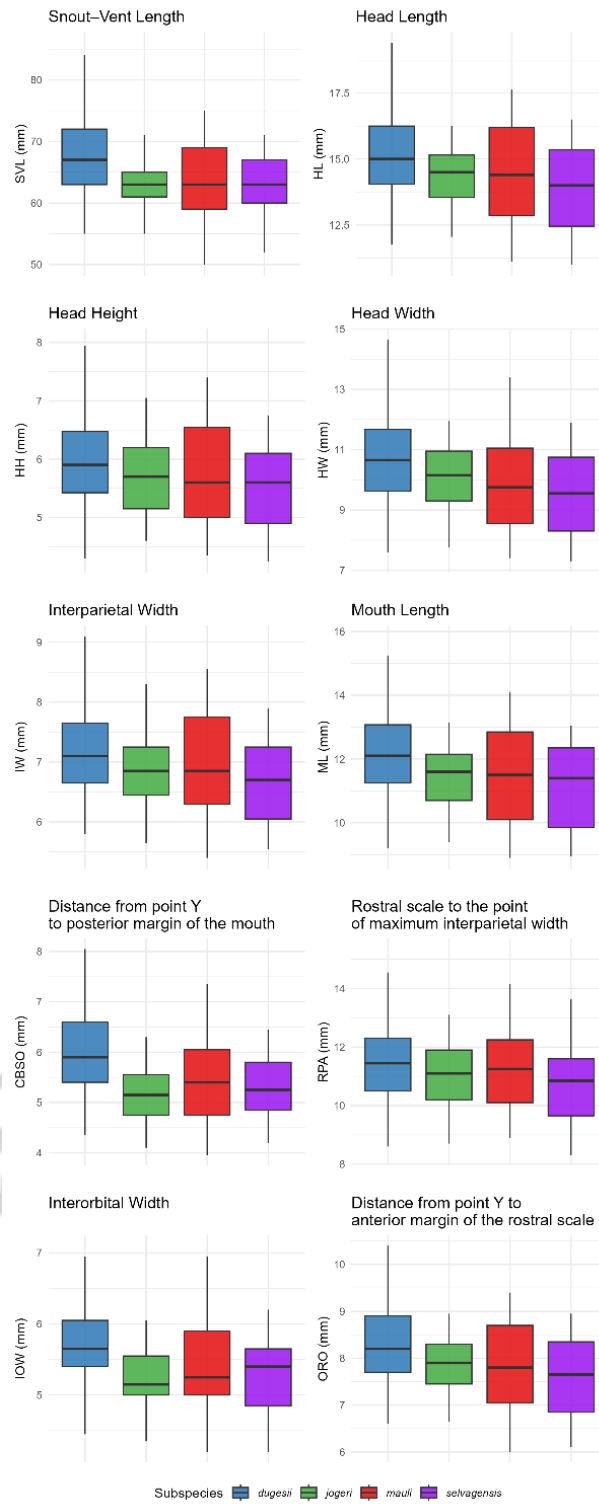 Snout–Vent Length
80
70
60
50
SVL (mm)
Head Length
17.5
15.0
12.5
HL (mm)
Head Height
8
7
6
5
HH (mm)
Head Width
15
13
11
9
7
HW (mm)
Interparietal Width
9
8
7
6
IW (mm)
Mouth Length
16
14
12
10
ML (mm)
Distance from point Y
to posterior margin of the mouth
8
7
6
5
4
CBSO (mm)
Rostral scale to the point
of maximum interparietal width
14
12
10
8
RPA (mm)
Interorbital Width
7
6
5
IOW (mm)
Distance from point Y to
anterior margin of the rostral scale
10
9
8
7
6
ORO (mm)
Subspecies dugesii jogeri mauli selvagensis